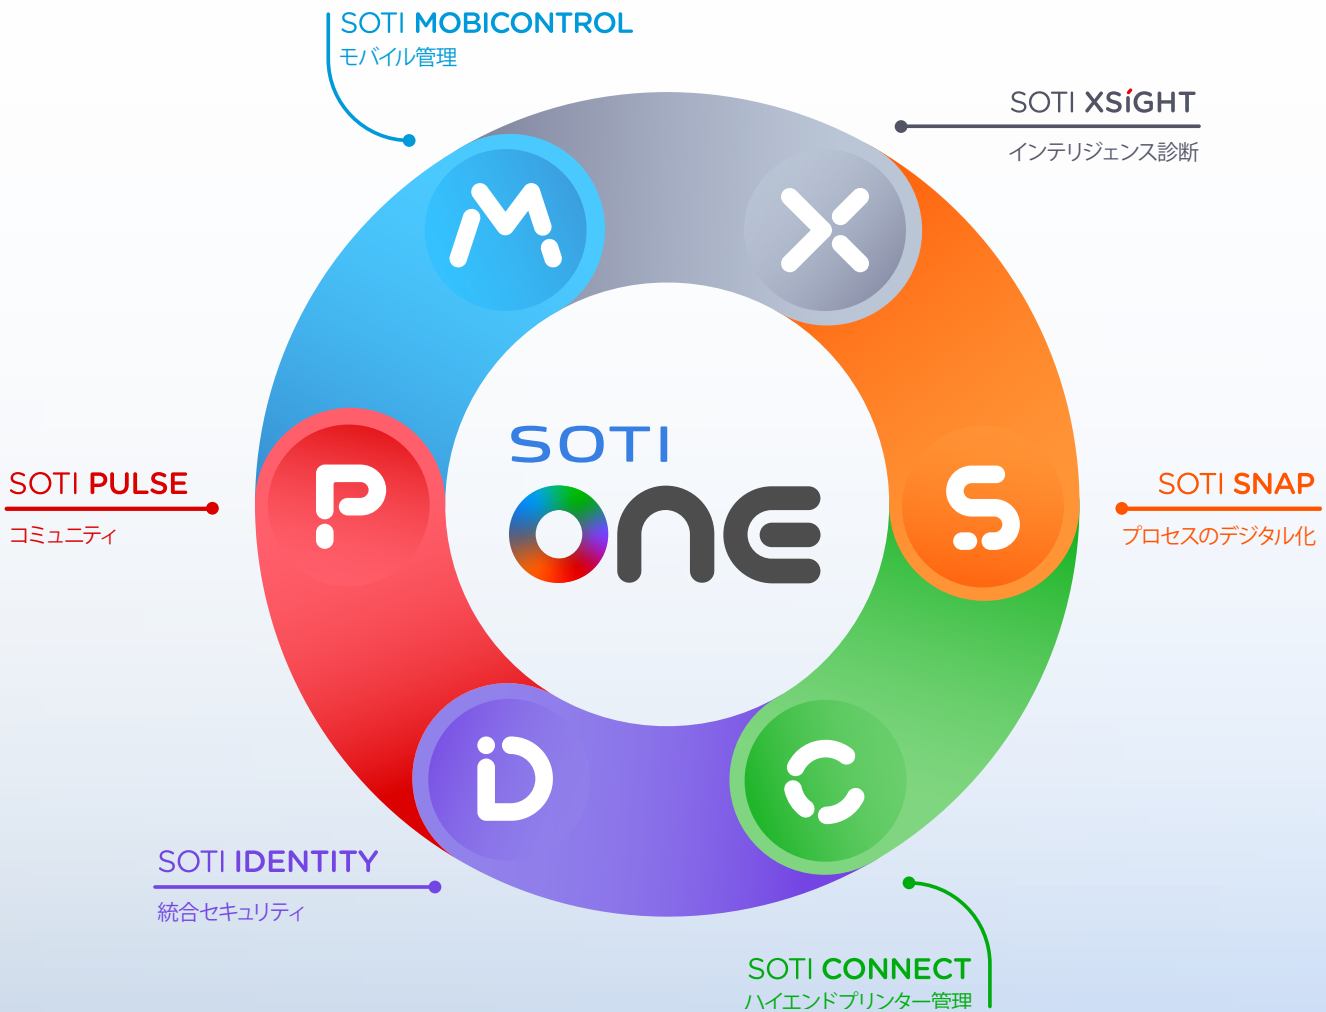 SOTI MOBICONTROL
モバイル管理
SOTI XSiGHT
インテリジェンス診断
M
X
SOTI
ONE
SOTI PULSE
コミュニティ
P
S
SOTI SNAP
プロセスのデジタル化
iD
C
SOTI IDENTITY
統合セキュリティ
SOTI CONNECT
ハイエンドプリンター管理